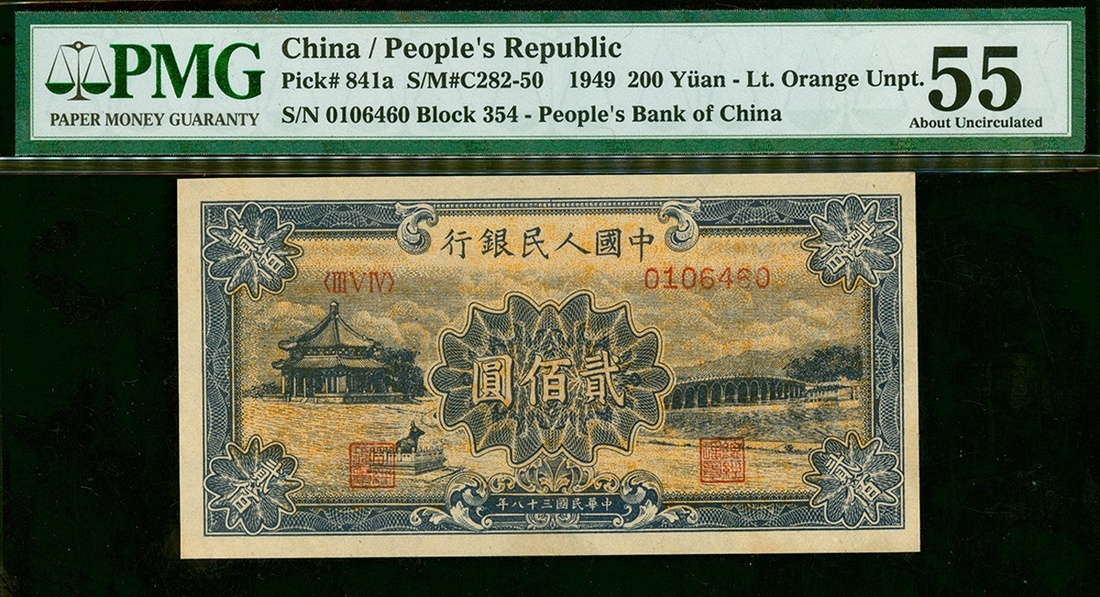 PMG
PAPER MONEY GUARANTY
China / People's Republic
Pick# 841a S/M#C282-50 1949 200 Yüan - Lt. Orange Unpt.
S/N 0106460 Block 354 - People's Bank of China
55
About Uncirculated
行銀民人國中
〈ⅢⅤⅣ〉
0106460
圓佰貳
年八十三國民華中